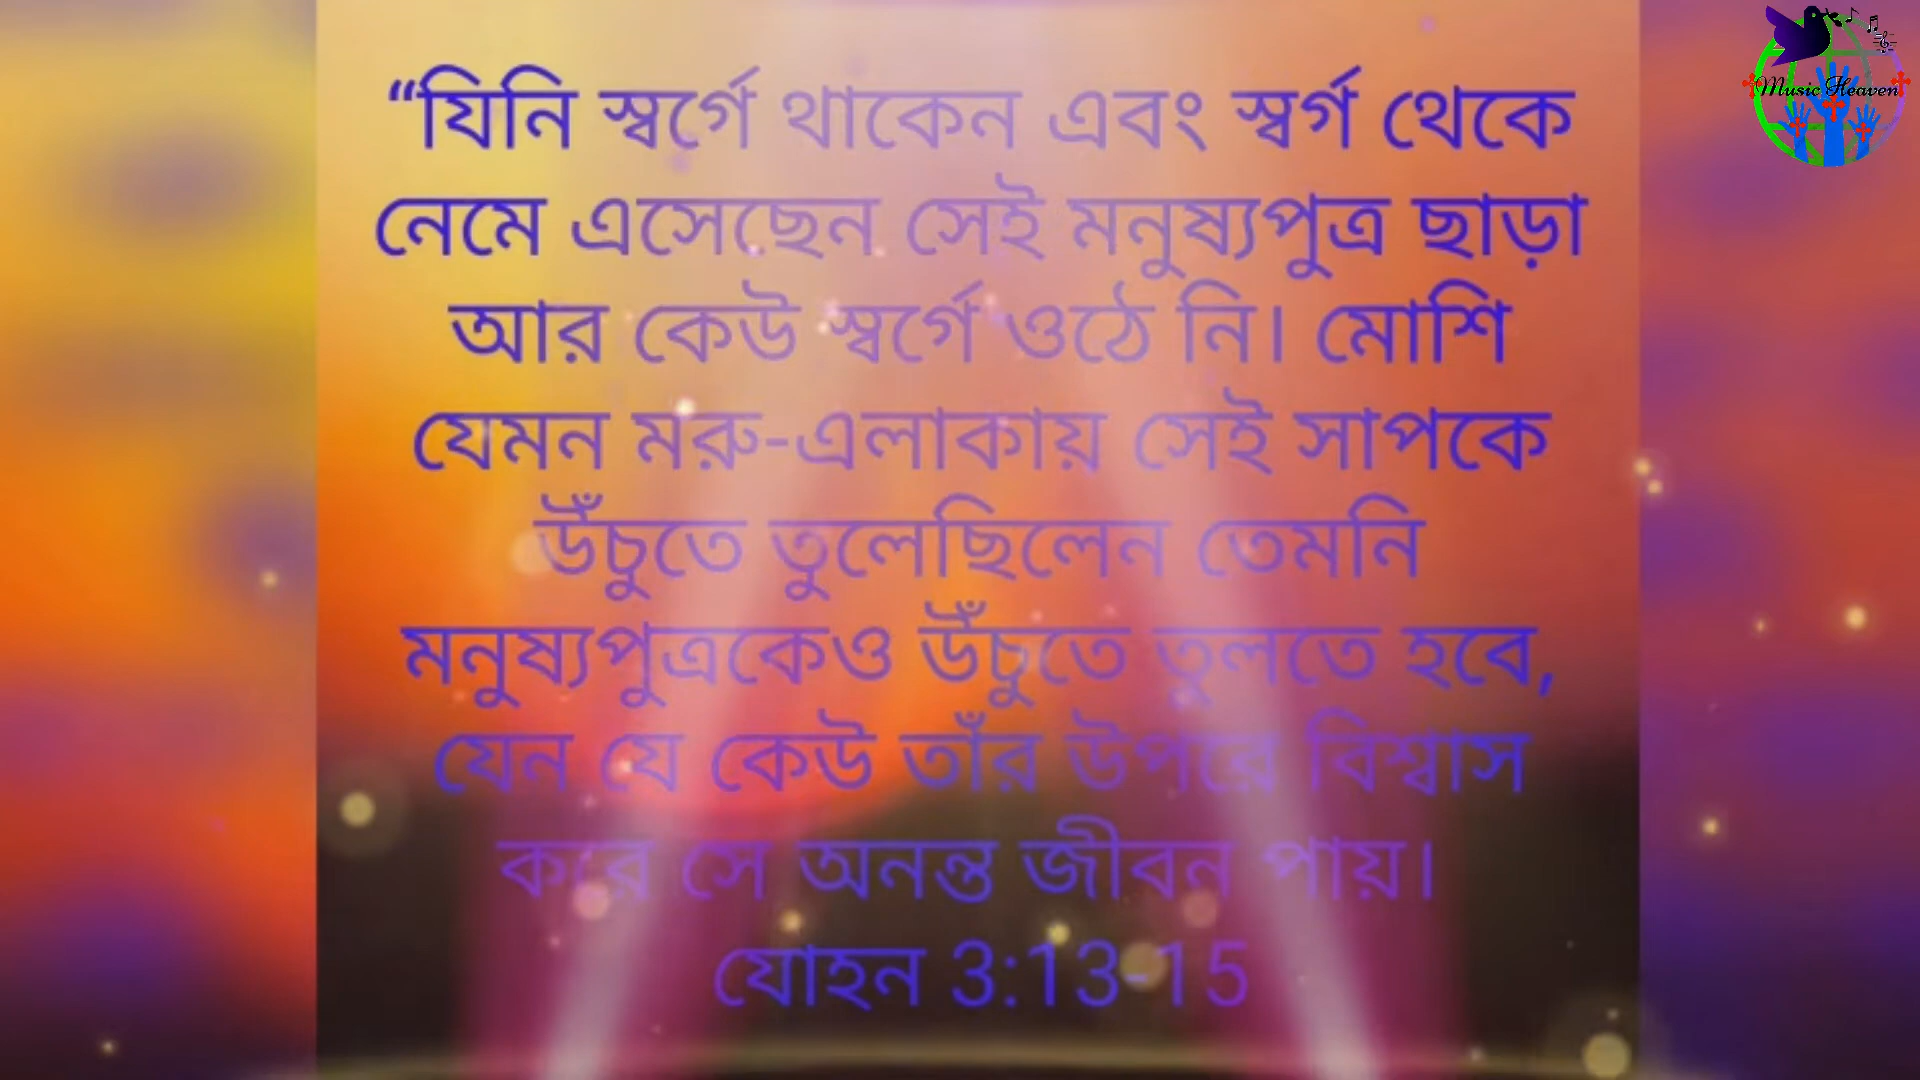 “যিনি স্বর্গে থাকেন এবং স্বর্গ থেকে
নেমে এসেছেন সেই মনুষ্যপুত্র ছাড়া
আর কেউ স্বর্গে ওঠে নি। মোশি
যেমন মরু-এলাকায় সেই সাপকে
উঁচুতে তুলেছিলেন তেমনি
মনুষ্যপুত্রকেও উঁচুতে তুলতে হবে,
যেন যে কেউ তাঁর উপরে বিশ্বাস
করে সে অনন্ত জীবন পায়।
যোহন 3:13-15
Music Heaven